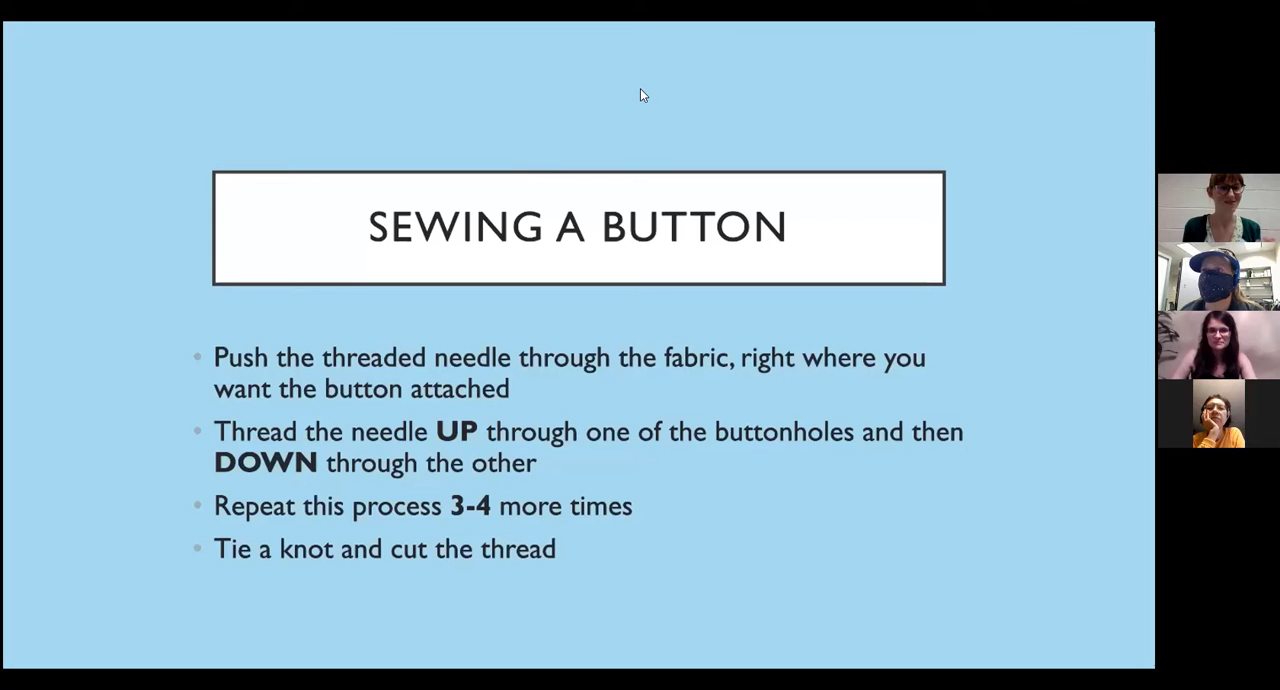 SEWING A BUTTON
• Push the threaded needle through the fabric, right where you
want the button attached
• Thread the needle UP through one of the buttonholes and then
DOWN through the other
• Repeat this process 3-4 more times
• Tie a knot and cut the thread